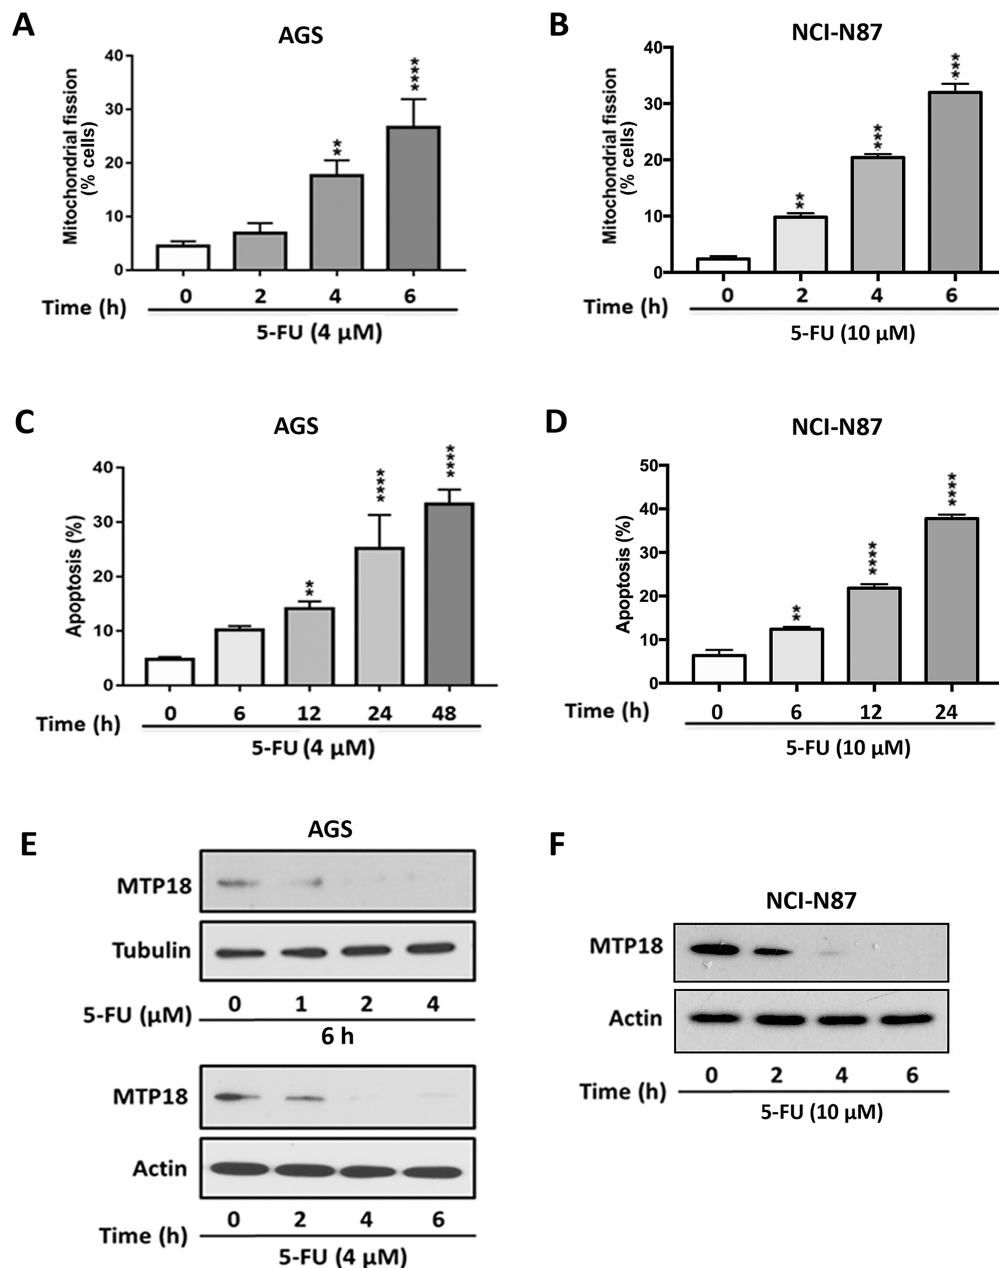 A
AGS
Mitochondrial fission
(% cells)
40
30
20
10
0
**
****
Time (h) 0 2 4 6
5-FU (4 µM)
B
NCI-N87
Mitochondrial fission
(% cells)
40
30
20
10
0
**
***
***
Time (h) 0 2 4 6
5-FU (10 µM)
C
AGS
Apoptosis (%)
40
30
20
10
0
**
****
****
Time (h) 0 6 12 24 48
5-FU (4 µM)
D
NCI-N87
Apoptosis (%)
50
40
30
20
10
0
**
****
****
Time (h) 0 6 12 24
5-FU (10 µM)
E
AGS
MTP18
Tubulin
5-FU (µM) 0 1 2 4
6 h
MTP18
Actin
Time (h) 0 2 4 6
5-FU (4 µM)
F
NCI-N87
MTP18
Actin
Time (h) 0 2 4 6
5-FU (10 µM)